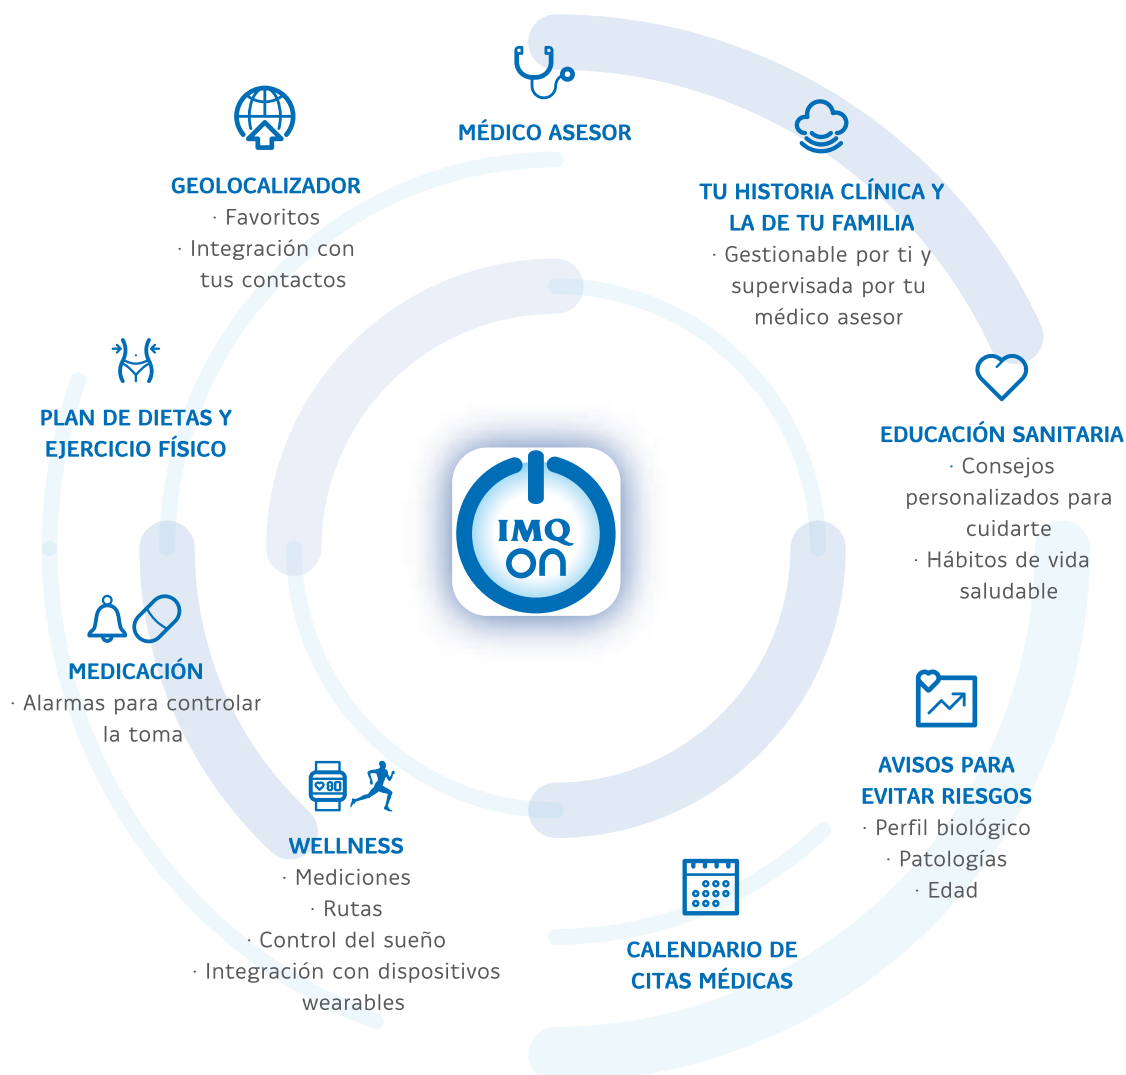 MÉDICO ASESOR
TU HISTORIA CLÍNICA Y
LA DE TU FAMILIA
· Gestionable por ti y
supervisada por tu
médico asesor
EDUCACIÓN SANITARIA
· Consejos
personalizados para
cuidarte
· Hábitos de vida
saludable
AVISOS PARA
EVITAR RIESGOS
· Perfil biológico
· Patologías
· Edad
CALENDARIO DE
CITAS MÉDICAS
80
WELLNESS
· Mediciones
· Rutas
· Control del sueño
· Integración con dispositivos
wearables
MEDICACIÓN
· Alarmas para controlar
la toma
PLAN DE DIETAS Y
EJERCICIO FÍSICO
GEOLOCALIZADOR
· Favoritos
· Integración con
tus contactos
IMQ
on